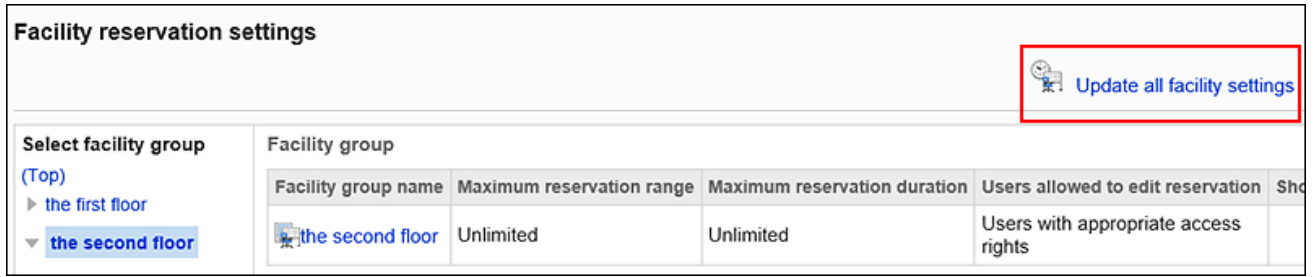 Facility reservation settings
Update all facility settings
Select facility group
(Top)
the first floor
the second floor
Facility group
Facility group name Maximum reservation range Maximum reservation duration Users allowed to edit reservation
the second floor Unlimited Unlimited Users with appropriate access
rights